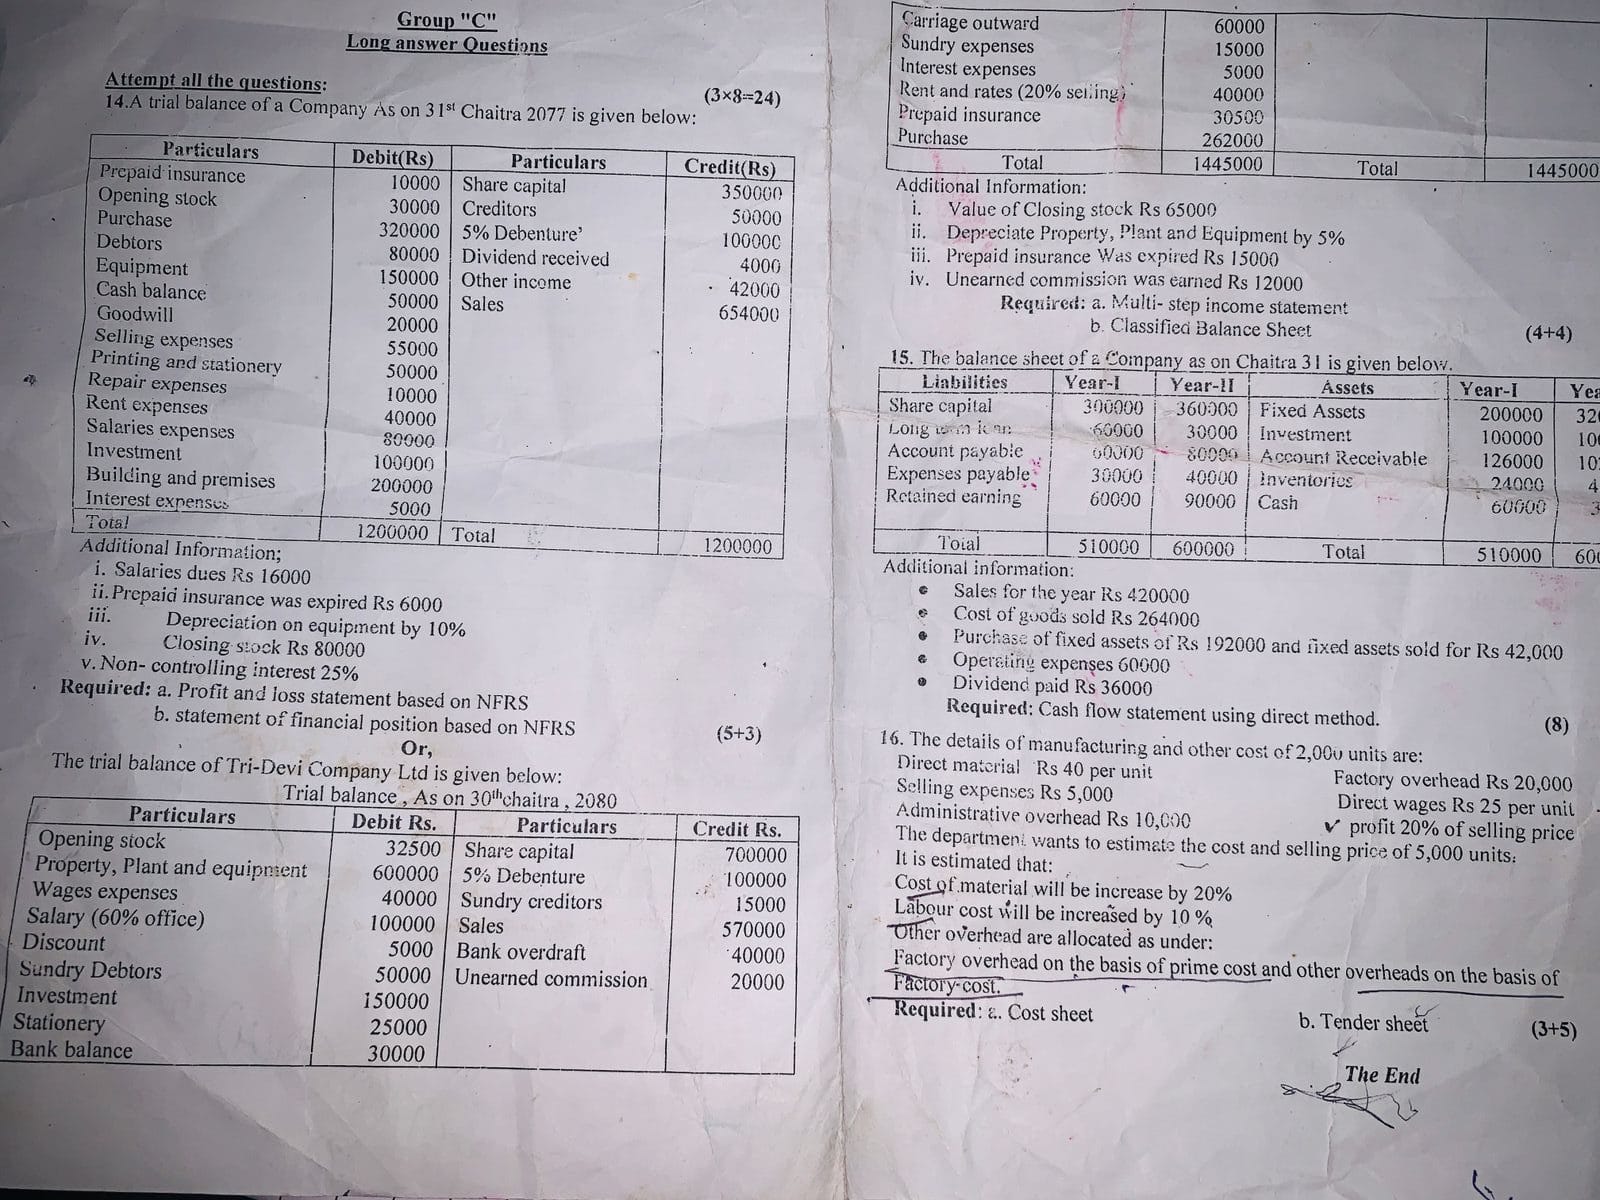 Group "C"
Long answer Questions
Attempt all the questions:
(3×8=24)
14.A trial balance of a Company As on 31st Chaitra 2077 is given below:
Particulars Debit(Rs) Particulars Credit(Rs)
Prepaid insurance 10000 Share capital 350000
Opening stock 30000 Creditors 50000
Purchase 320000 5% Debenture' 100000
Debtors 80000 Dividend received 4000
Equipment 150000 Other income 42000
Cash balance 50000 Sales 654000
Goodwill 20000
Selling expenses 55000
Printing and stationery 50000
Repair expenses 10000
Rent expenses 40000
Salaries expenses 80000
Investment 100000
Building and premises 200000
Interest expenses 5000
Total 1200000 Total 1200000
Additional Information;
i. Salaries dues Rs 16000
ii. Prepaid insurance was expired Rs 6000
iii. Depreciation on equipment by 10%
iv. Closing stock Rs 80000
v. Non- controlling interest 25%
Required: a. Profit and loss statement based on NFRS
b. statement of financial position based on NFRS
(5+3)
Or,
The trial balance of Tri-Devi Company Ltd is given below:
Trial balance , As on 30th chaitra , 2080
Particulars Debit Rs. Particulars Credit Rs.
Opening stock 32500 Share capital 700000
Property, Plant and equipment 600000 5% Debenture 100000
Wages expenses 40000 Sundry creditors 15000
Salary (60% office) 100000 Sales 570000
Discount 5000 Bank overdraft 40000
Sundry Debtors 50000 Unearned commission 20000
Investment 150000
Stationery 25000
Bank balance 30000
Carriage outward 60000
Sundry expenses 15000
Interest expenses 5000
Rent and rates (20% selling) 40000
Prepaid insurance 30500
Purchase 262000
Total 1445000 Total 1445000
Additional Information:
i. Value of Closing stock Rs 65000
ii. Depreciate Property, Plant and Equipment by 5%
iii. Prepaid insurance Was expired Rs 15000
iv. Unearned commission was earned Rs 12000
Required: a. Multi- step income statement
b. Classified Balance Sheet
(4+4)
15. The balance sheet of a Company as on Chaitra 31 is given below.
Liabilities Year-I Year-II Assets Year-I Yea
Share capital 300000 360000 Fixed Assets 200000 32
Long term loan 60000 30000 Investment 100000 10
Account payable 60000 80000 Account Receivable 126000 10
Expenses payable 30000 40000 Inventories 24000 4
Retained earning 60000 90000 Cash 60000 3
Total 510000 600000 Total 510000 60
Additional information:
• Sales for the year Rs 420000
• Cost of goods sold Rs 264000
• Purchase of fixed assets of Rs 192000 and fixed assets sold for Rs 42,000
• Operating expenses 60000
• Dividend paid Rs 36000
Required: Cash flow statement using direct method.
(8)
16. The details of manufacturing and other cost of 2,000 units are:
Direct material Rs 40 per unit Factory overhead Rs 20,000
Selling expenses Rs 5,000 Direct wages Rs 25 per unit
Administrative overhead Rs 10,000 ✓ profit 20% of selling price
The department wants to estimate the cost and selling price of 5,000 units:
It is estimated that:
Cost of material will be increase by 20%
Labour cost will be increased by 10 %
Other overhead are allocated as under:
Factory overhead on the basis of prime cost and other overheads on the basis of
Factory-cost.
Required: a. Cost sheet b. Tender sheet (3+5)
The End